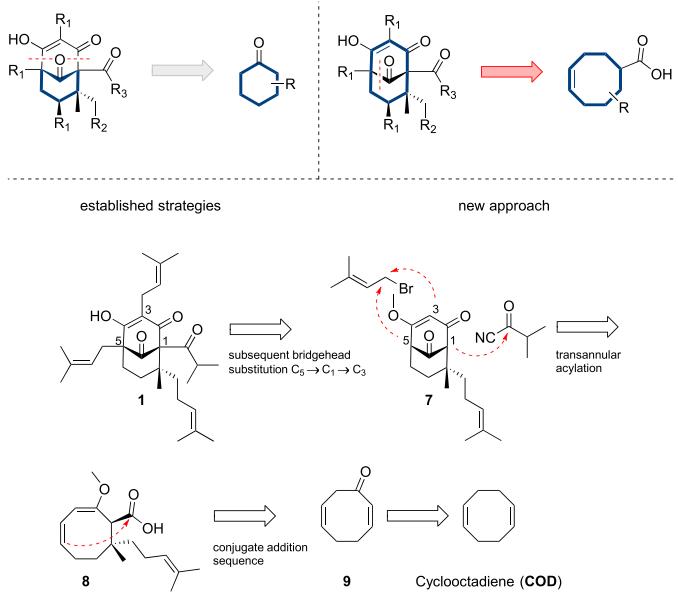 R₁
HO
O
O
O
R₁
R₃
R₁
R₂
O
R
R₁
HO
O
O
O
R₁
R₃
R₁
R₂
O
OH
R
established strategies
new approach
HO
3
O
O
5
O
1
1
subsequent bridgehead
substitution C₅→C₁→C₃
Br
O
3
O
5
O
1
7
O
NC
transannular
acylation
O
O
OH
8
conjugate addition
sequence
O
9
Cyclooctadiene (COD)